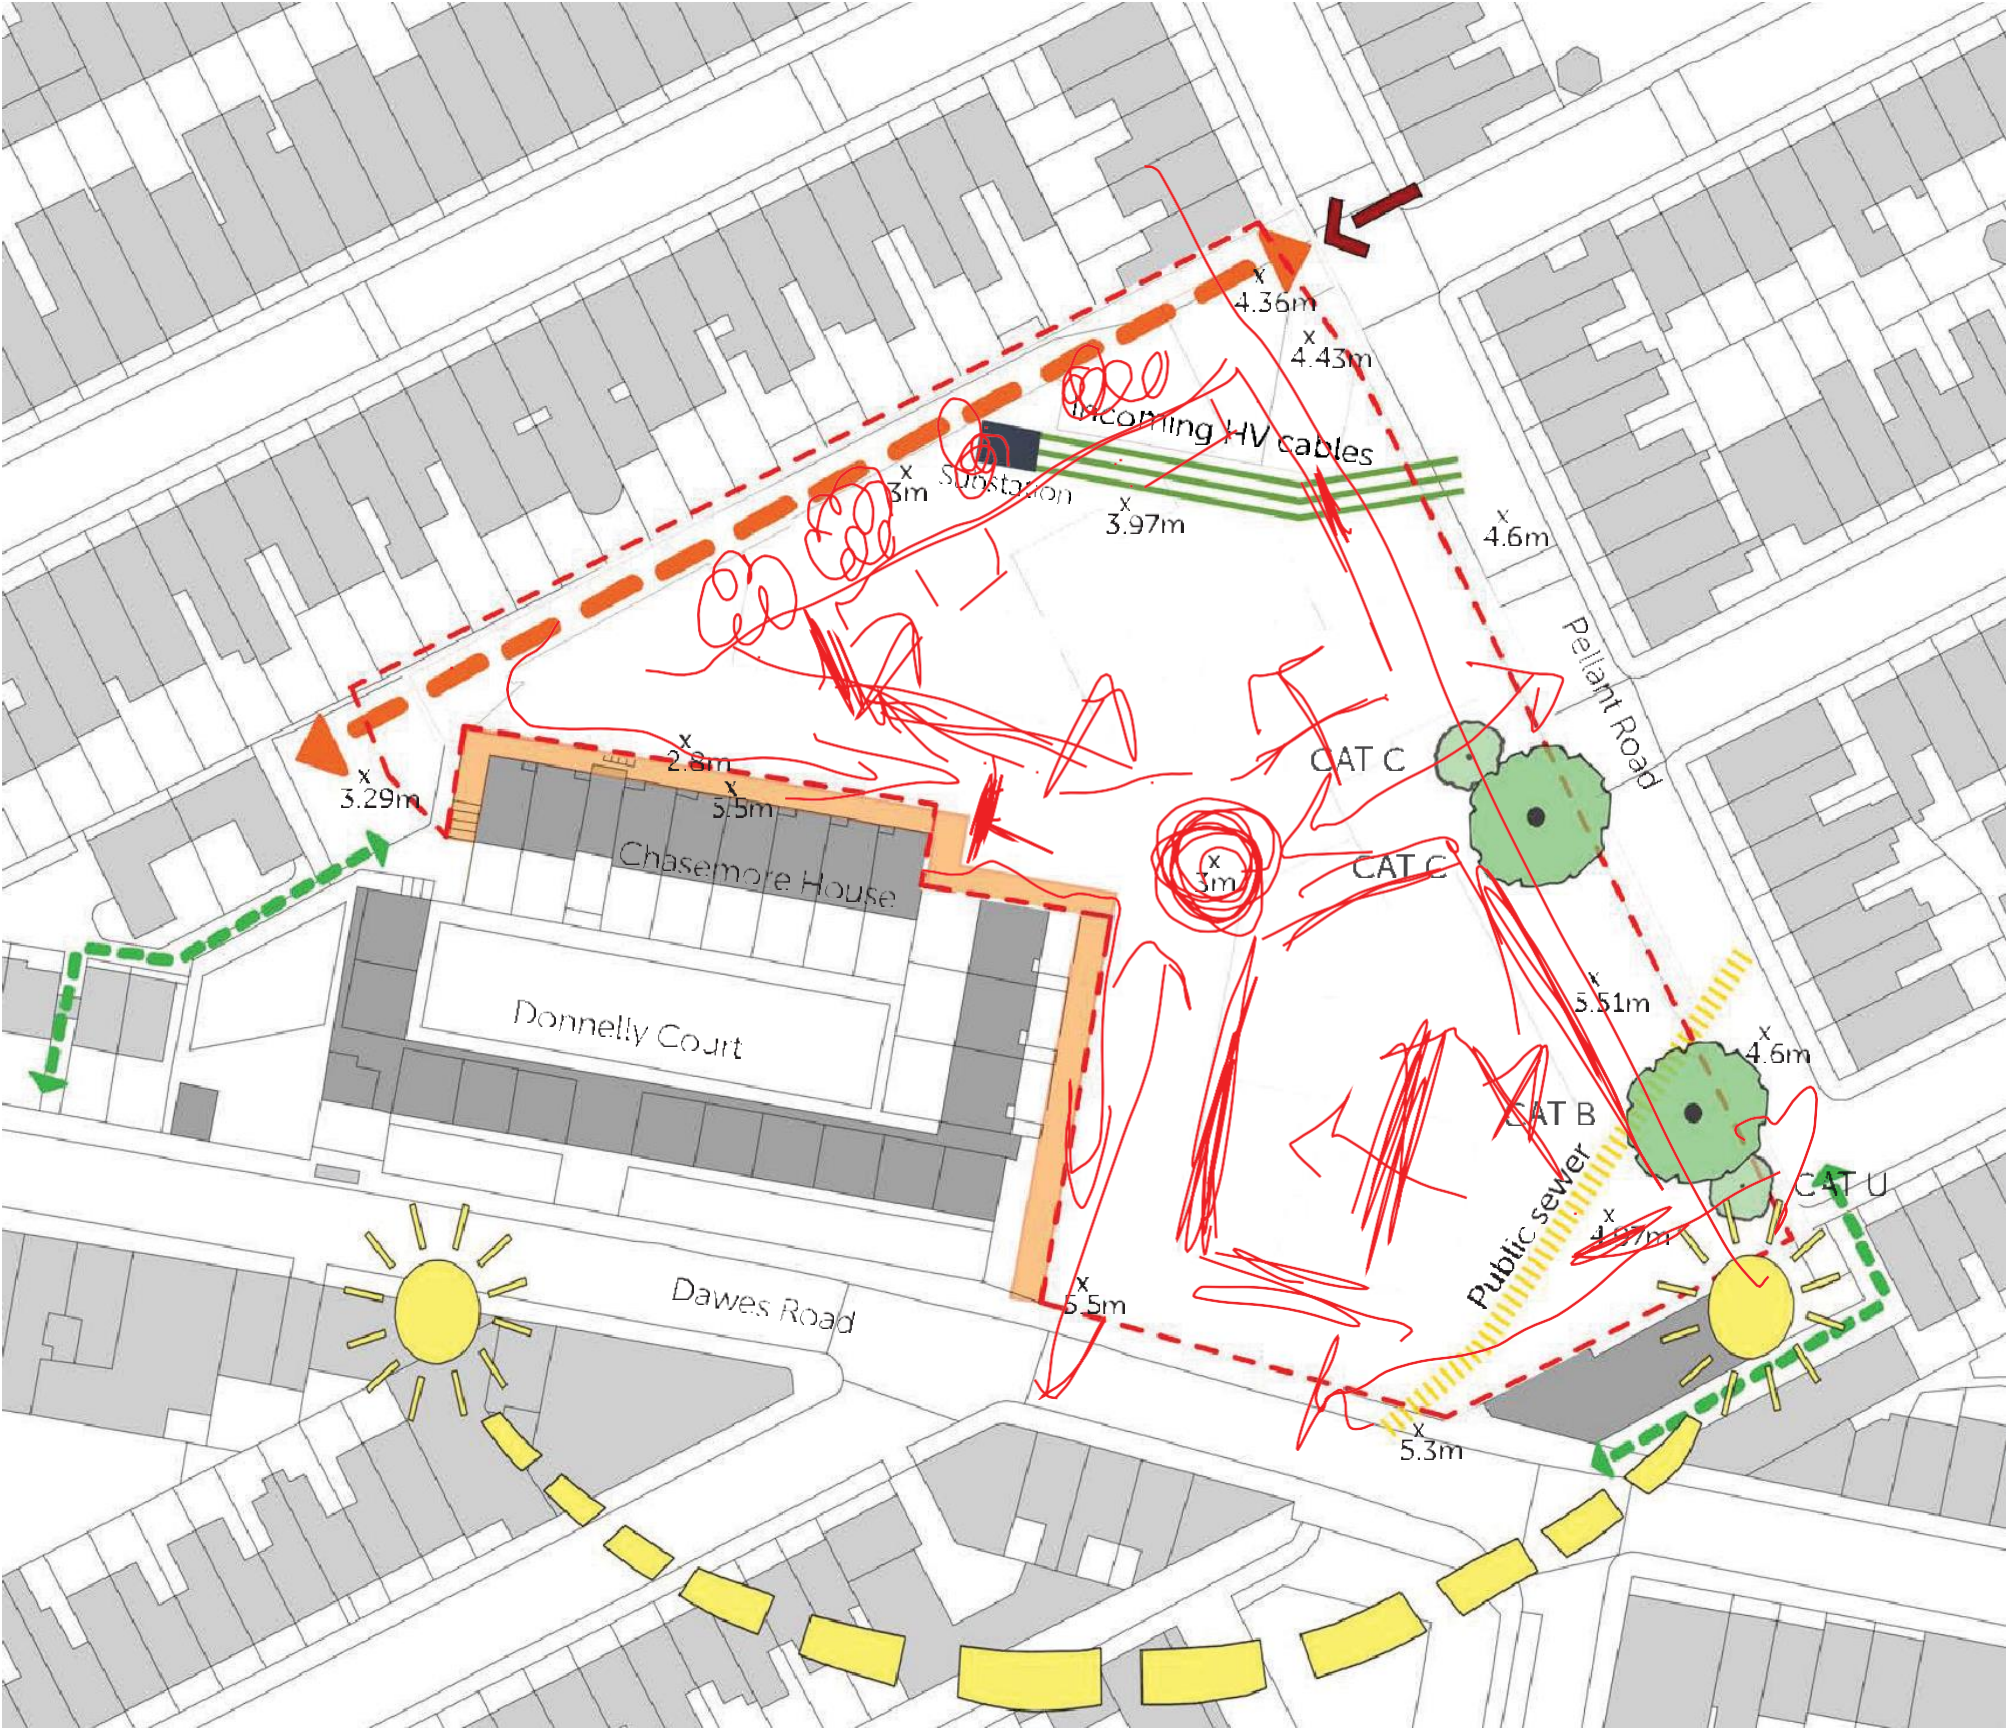 x
4.36m
x
4.43m
Incoming HV cables
x
3m
Substation
x
3.97m
x
4.6m
Pellant Road
x
2.8m
x
5.5m
x
3.29m
CAT C
Chasemore House
x
3m
CAT C
x
5.51m
Donnelly Court
x
4.6m
CAT B
Public sewer
CAT U
x
4.97m
Dawes Road
x
5.5m
x
5.3m